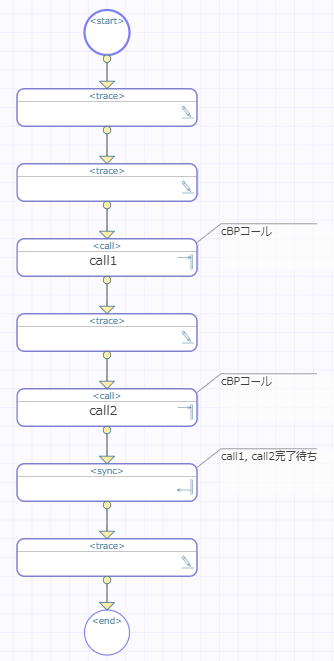 <start>
<trace>
<trace>
<call>
call1
cBPコール
<trace>
<call>
call2
cBPコール
<sync>
call1, call2完了待ち
<trace>
<end>